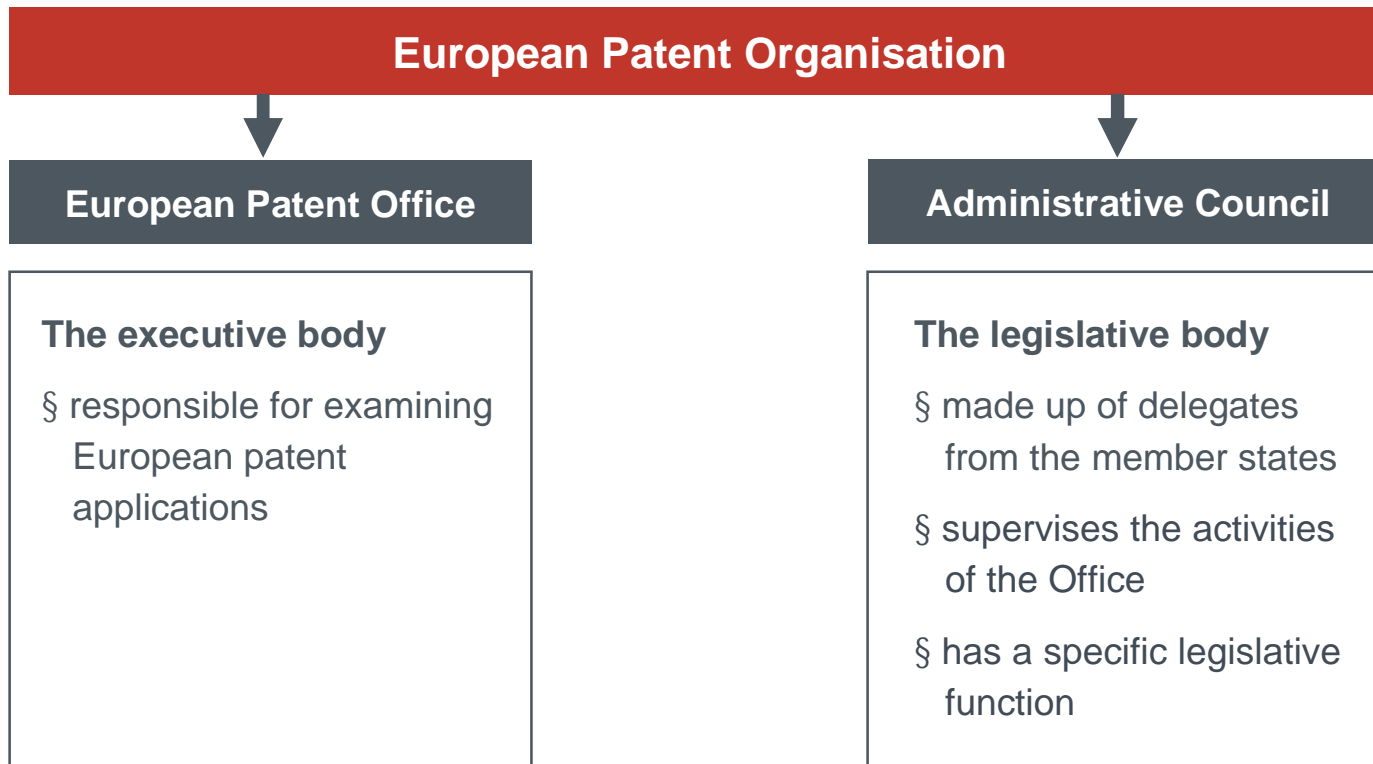 European Patent Organisation
European Patent Office
Administrative Council
The executive body
§ responsible for examining
European patent
applications
The legislative body
§ made up of delegates
from the member states
§ supervises the activities
of the Office
§ has a specific legislative
function